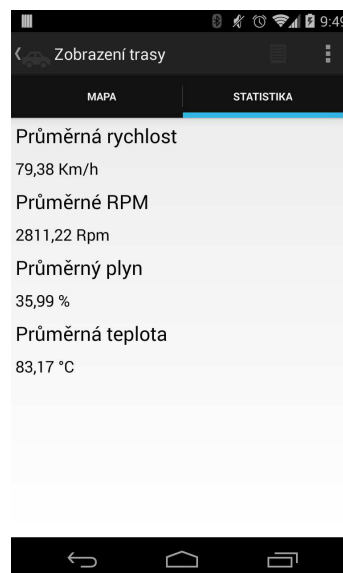 9:49
Zobrazení trasy
MAPA STATISTIKA
Průměrná rychlost
79,38 Km/h
Průměrné RPM
2811,22 Rpm
Průměrný plyn
35,99 %
Průměrná teplota
83,17 °C